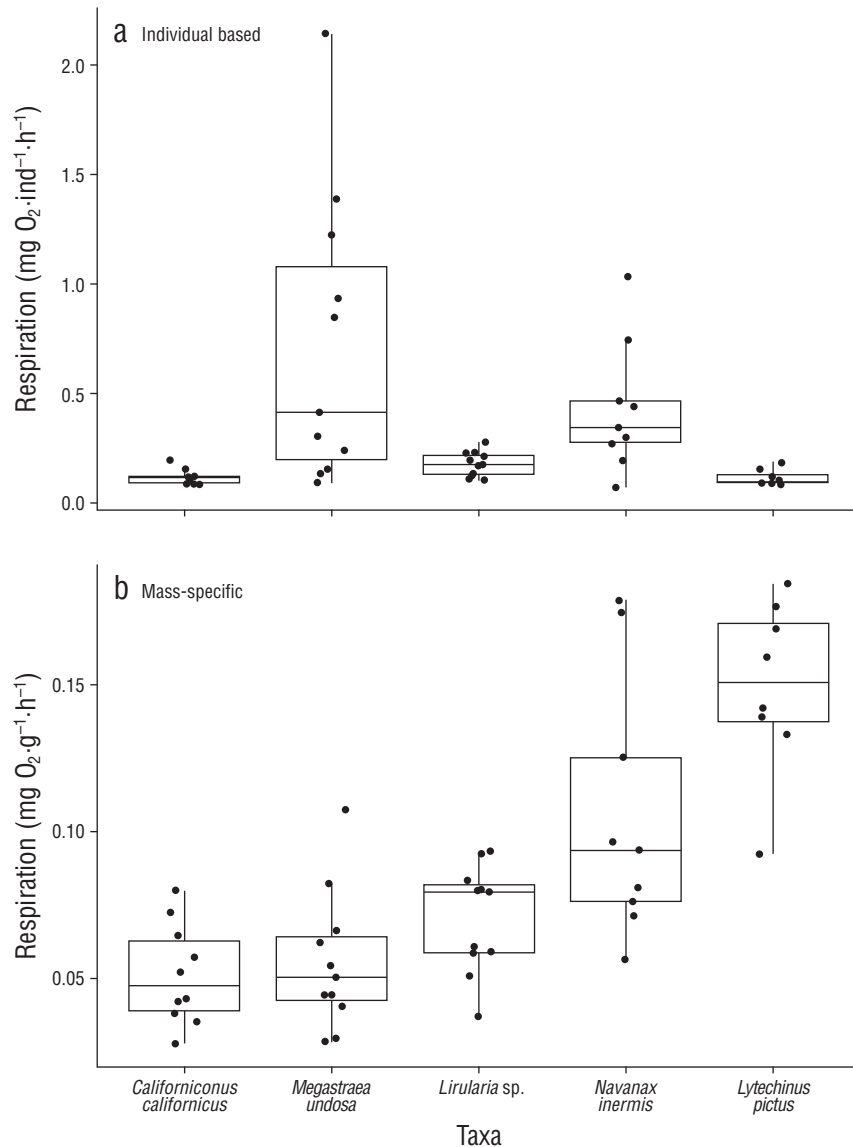 a Individual based
Respiration (mg O₂·ind⁻¹·h⁻¹)
2.0
1.5
1.0
0.5
0.0
b Mass-specific
Respiration (mg O₂·g⁻¹·h⁻¹)
0.15
0.10
0.05
Californiconus
californicus
Megastraea
undosa
Lirularia sp.
Navanax
inermis
Lytechinus
pictus
Taxa